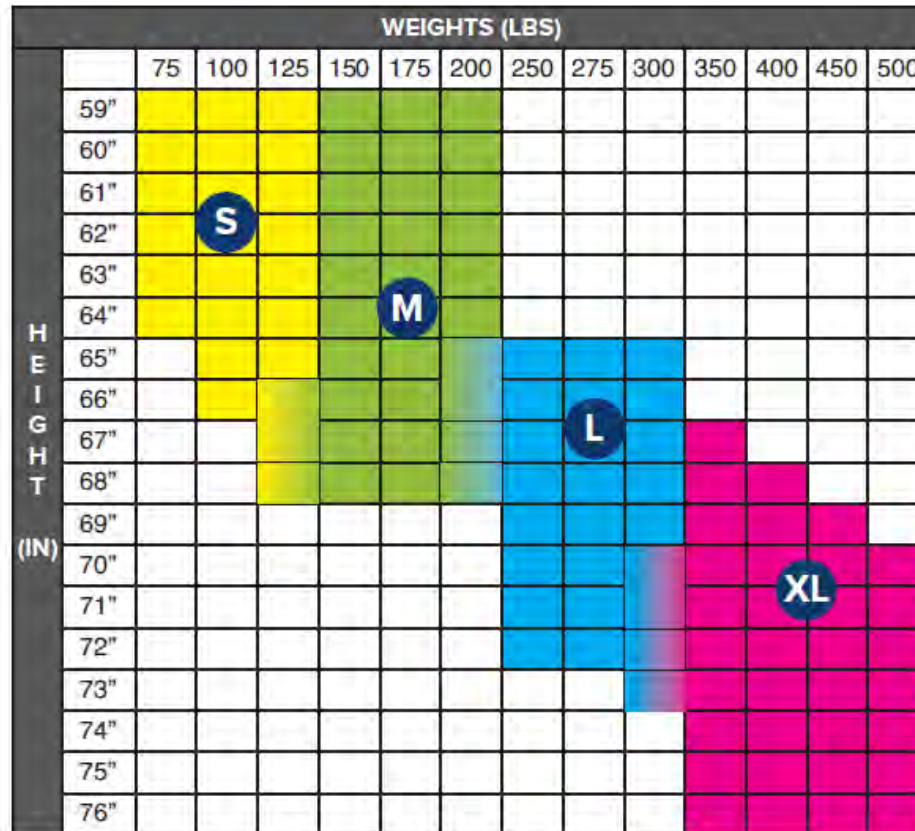 WEIGHTS (LBS)
75 100 125 150 175 200 250 275 300 350 400 450 500
HEIGHT (IN)
59”
60”
61”
62”
63”
64”
65”
66”
67”
68”
69”
70”
71”
72”
73”
74”
75”
76”
S
M
L
XL